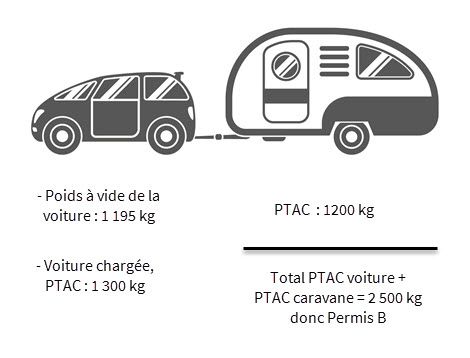 - Poids à vide de la
voiture : 1 195 kg
- Voiture chargée,
PTAC : 1 300 kg
PTAC : 1200 kg
Total PTAC voiture +
PTAC caravane = 2 500 kg
donc Permis B